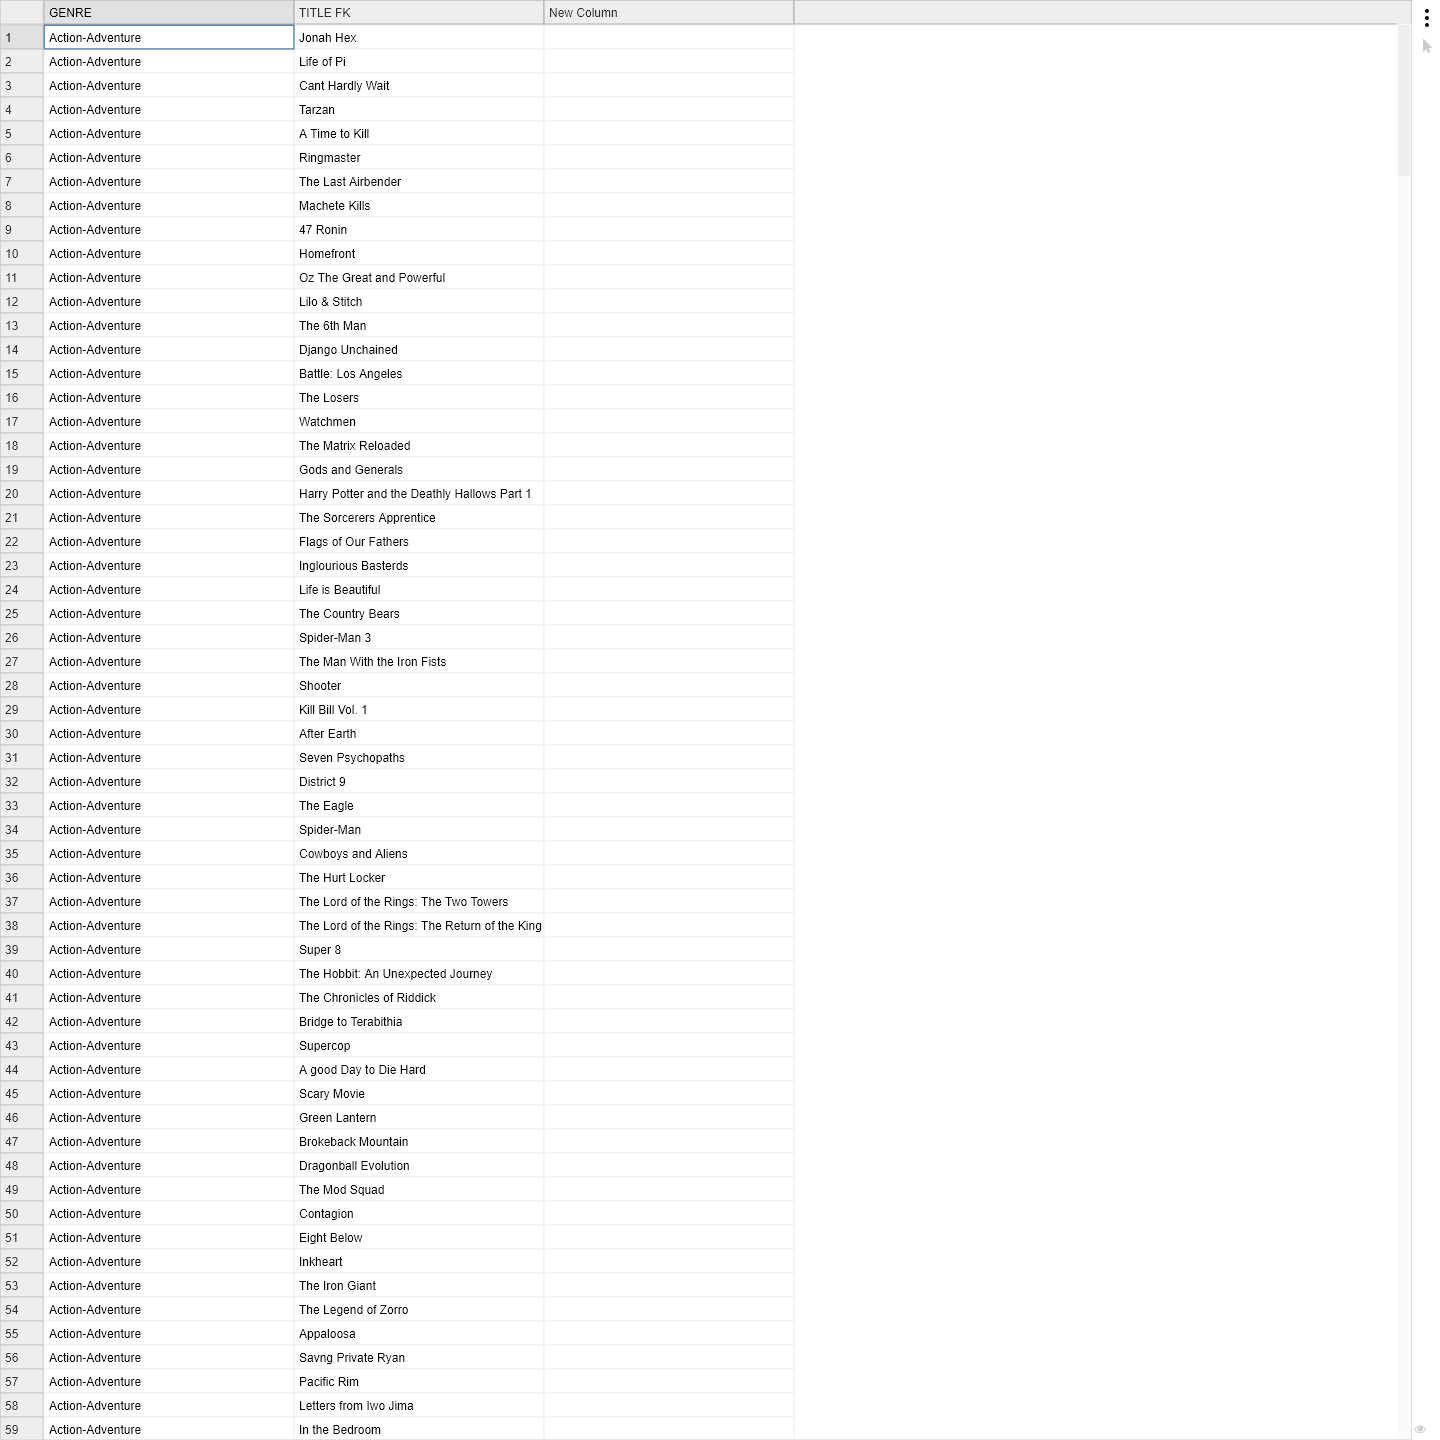 GENRE TITLE FK New Column
1 Action-Adventure Jonah Hex
2 Action-Adventure Life of Pi
3 Action-Adventure Cant Hardly Wait
4 Action-Adventure Tarzan
5 Action-Adventure A Time to Kill
6 Action-Adventure Ringmaster
7 Action-Adventure The Last Airbender
8 Action-Adventure Machete Kills
9 Action-Adventure 47 Ronin
10 Action-Adventure Homefront
11 Action-Adventure Oz The Great and Powerful
12 Action-Adventure Lilo & Stitch
13 Action-Adventure The 6th Man
14 Action-Adventure Django Unchained
15 Action-Adventure Battle: Los Angeles
16 Action-Adventure The Losers
17 Action-Adventure Watchmen
18 Action-Adventure The Matrix Reloaded
19 Action-Adventure Gods and Generals
20 Action-Adventure Harry Potter and the Deathly Hallows Part 1
21 Action-Adventure The Sorcerers Apprentice
22 Action-Adventure Flags of Our Fathers
23 Action-Adventure Inglourious Basterds
24 Action-Adventure Life is Beautiful
25 Action-Adventure The Country Bears
26 Action-Adventure Spider-Man 3
27 Action-Adventure The Man With the Iron Fists
28 Action-Adventure Shooter
29 Action-Adventure Kill Bill Vol. 1
30 Action-Adventure After Earth
31 Action-Adventure Seven Psychopaths
32 Action-Adventure District 9
33 Action-Adventure The Eagle
34 Action-Adventure Spider-Man
35 Action-Adventure Cowboys and Aliens
36 Action-Adventure The Hurt Locker
37 Action-Adventure The Lord of the Rings: The Two Towers
38 Action-Adventure The Lord of the Rings: The Return of the King
39 Action-Adventure Super 8
40 Action-Adventure The Hobbit: An Unexpected Journey
41 Action-Adventure The Chronicles of Riddick
42 Action-Adventure Bridge to Terabithia
43 Action-Adventure Supercop
44 Action-Adventure A good Day to Die Hard
45 Action-Adventure Scary Movie
46 Action-Adventure Green Lantern
47 Action-Adventure Brokeback Mountain
48 Action-Adventure Dragonball Evolution
49 Action-Adventure The Mod Squad
50 Action-Adventure Contagion
51 Action-Adventure Eight Below
52 Action-Adventure Inkheart
53 Action-Adventure The Iron Giant
54 Action-Adventure The Legend of Zorro
55 Action-Adventure Appaloosa
56 Action-Adventure Savng Private Ryan
57 Action-Adventure Pacific Rim
58 Action-Adventure Letters from Iwo Jima
59 Action-Adventure In the Bedroom